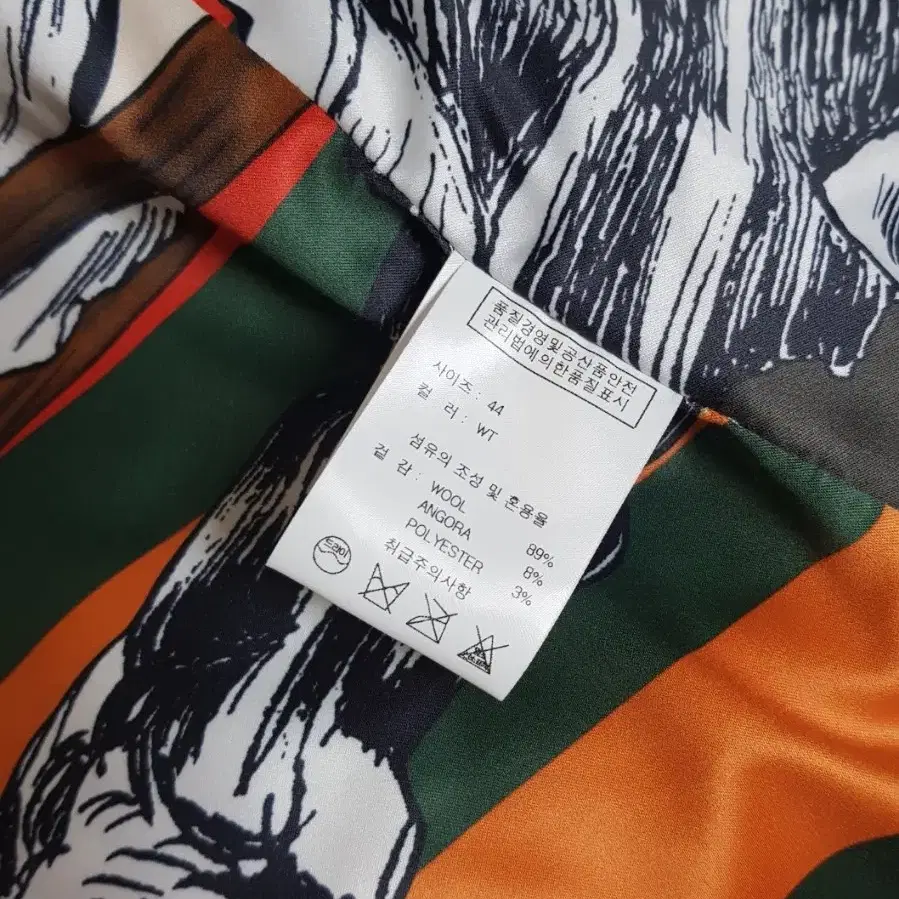 품질경영및공산품안전
관리법에의한품질표시
사이즈 : 44
컬 러 : WT
섬유의 조성 및 혼용율
겉 감 : WOOL 89%
ANGORA 8%
POLYESTER 3%
취급주의사항
드라이